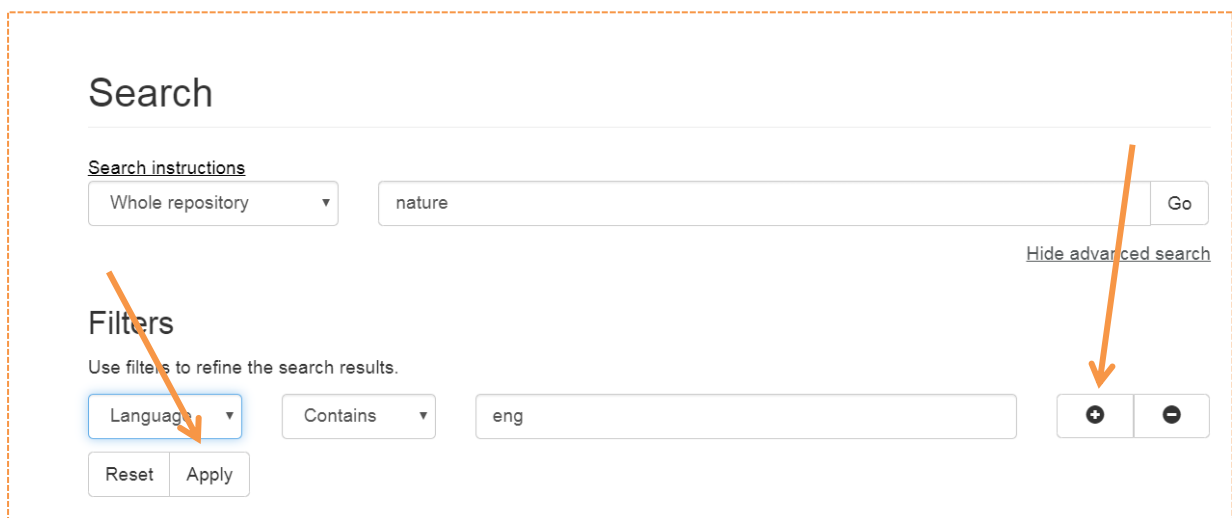 Search
Search instructions
Whole repository nature Go
Hide advanced search
Filters
Use filters to refine the search results.
Language Contains eng
Reset Apply